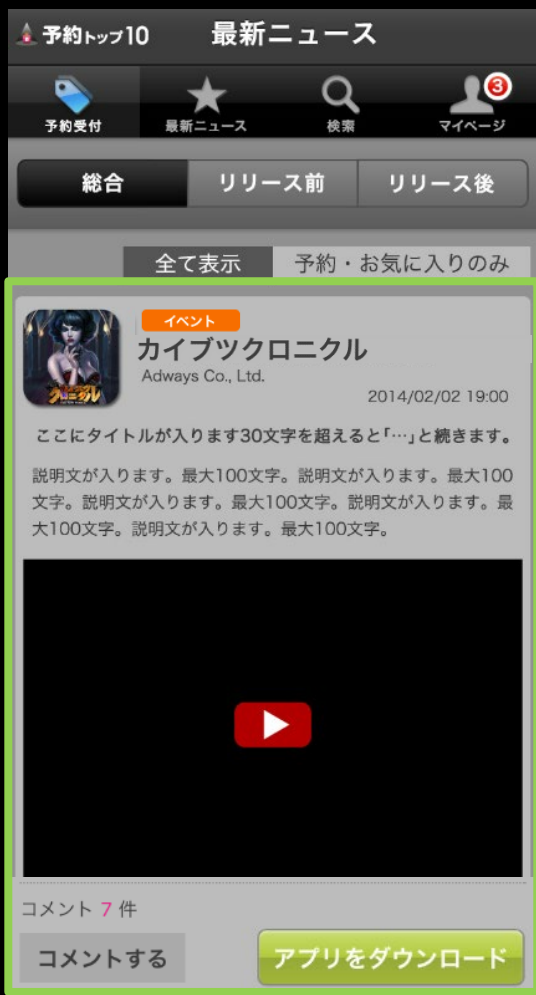 予約トップ10
最新ニュース
3
予約受付
最新ニュース
検索
マイページ
総合
リリース前
リリース後
全て表示
予約・お気に入りのみ
イベント
カイブツクロニクル
Adways Co., Ltd.
2014/02/02 19:00
クロニクル
ここにタイトルが入ります30文字を超えると｢…｣と続きます。
説明文が入ります。最大100文字。説明文が入ります。最大100
文字。説明文が入ります。最大100文字。説明文が入ります。最
大100文字。説明文が入ります。最大100文字。
コメント 7 件
コメントする
アプリをダウンロード